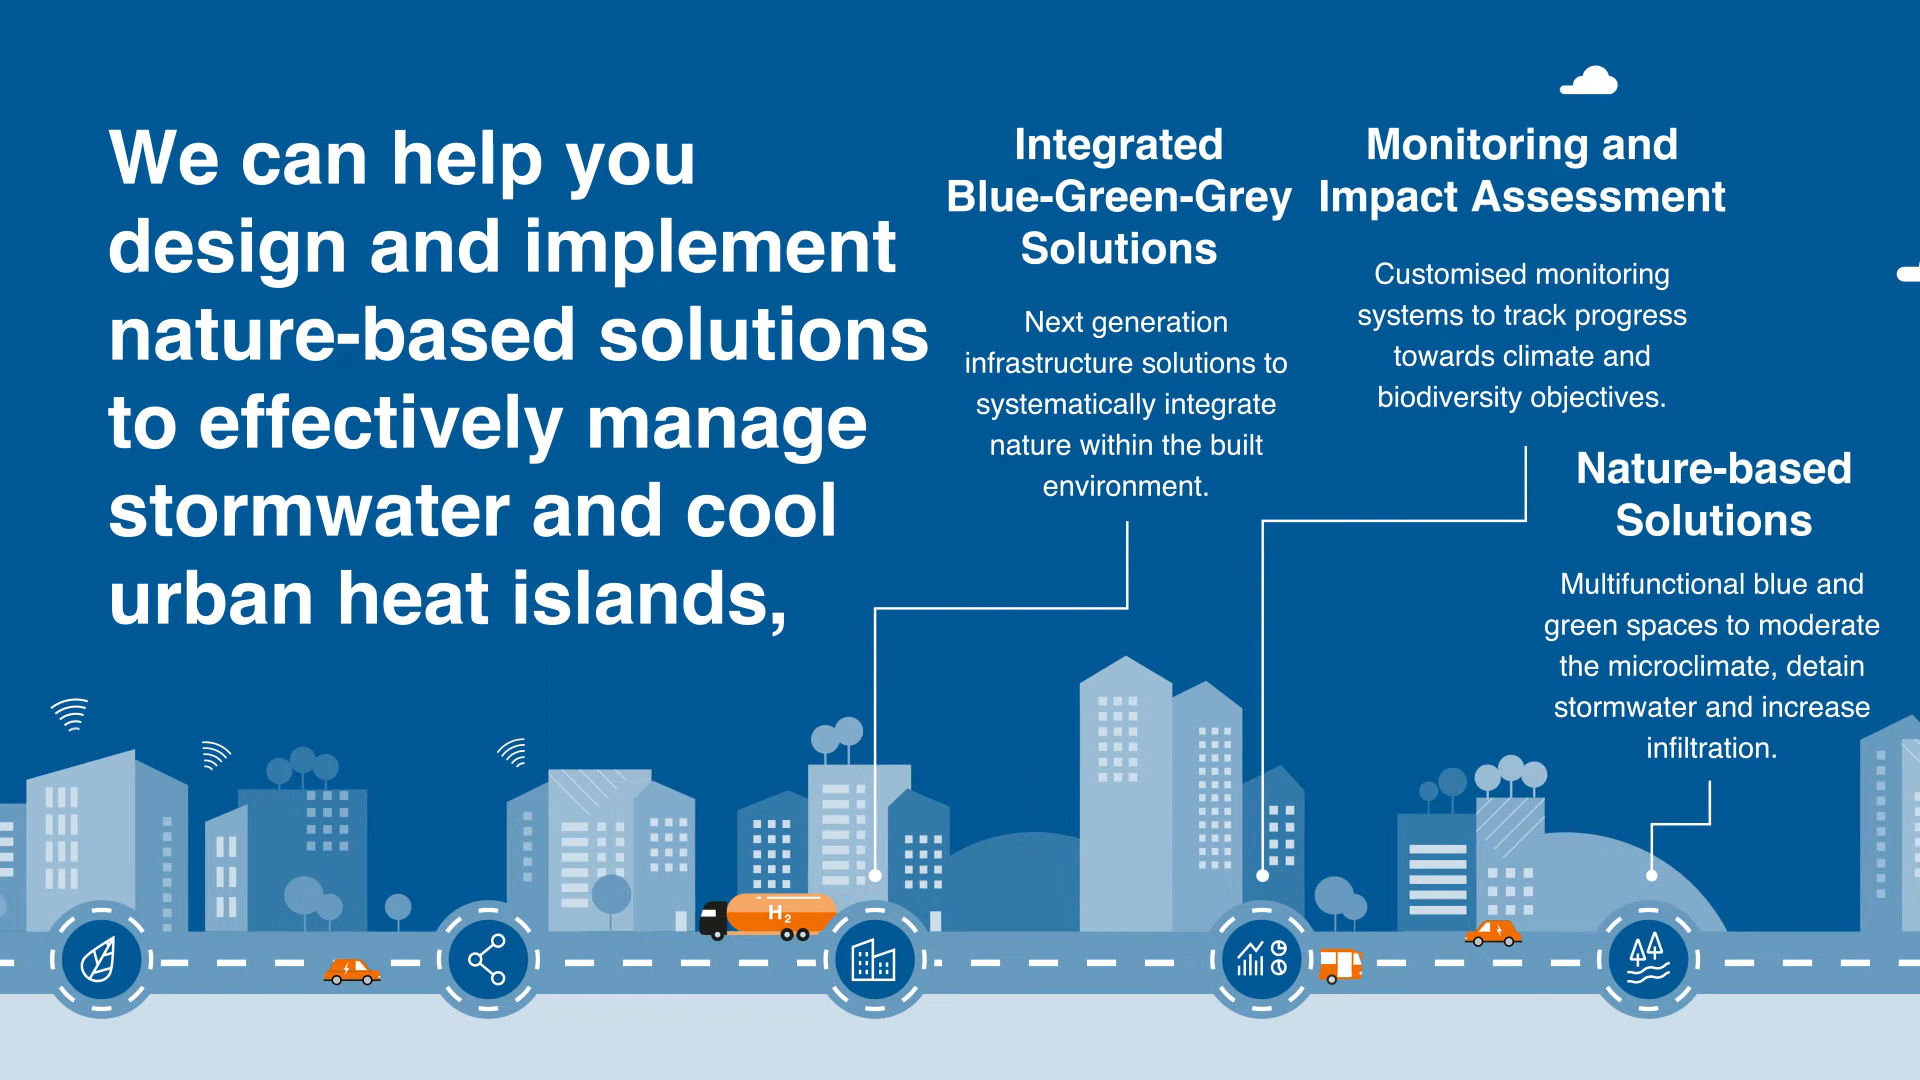 We can help you
design and implement
nature-based solutions
to effectively manage
stormwater and cool
urban heat islands,
Integrated
Blue-Green-Grey
Solutions
Next generation
infrastructure solutions to
systematically integrate
nature within the built
environment.
Monitoring and
Impact Assessment
Customised monitoring
systems to track progress
towards climate and
biodiversity objectives.
Nature-based
Solutions
Multifunctional blue and
green spaces to moderate
the microclimate, detain
stormwater and increase
infiltration.
H2